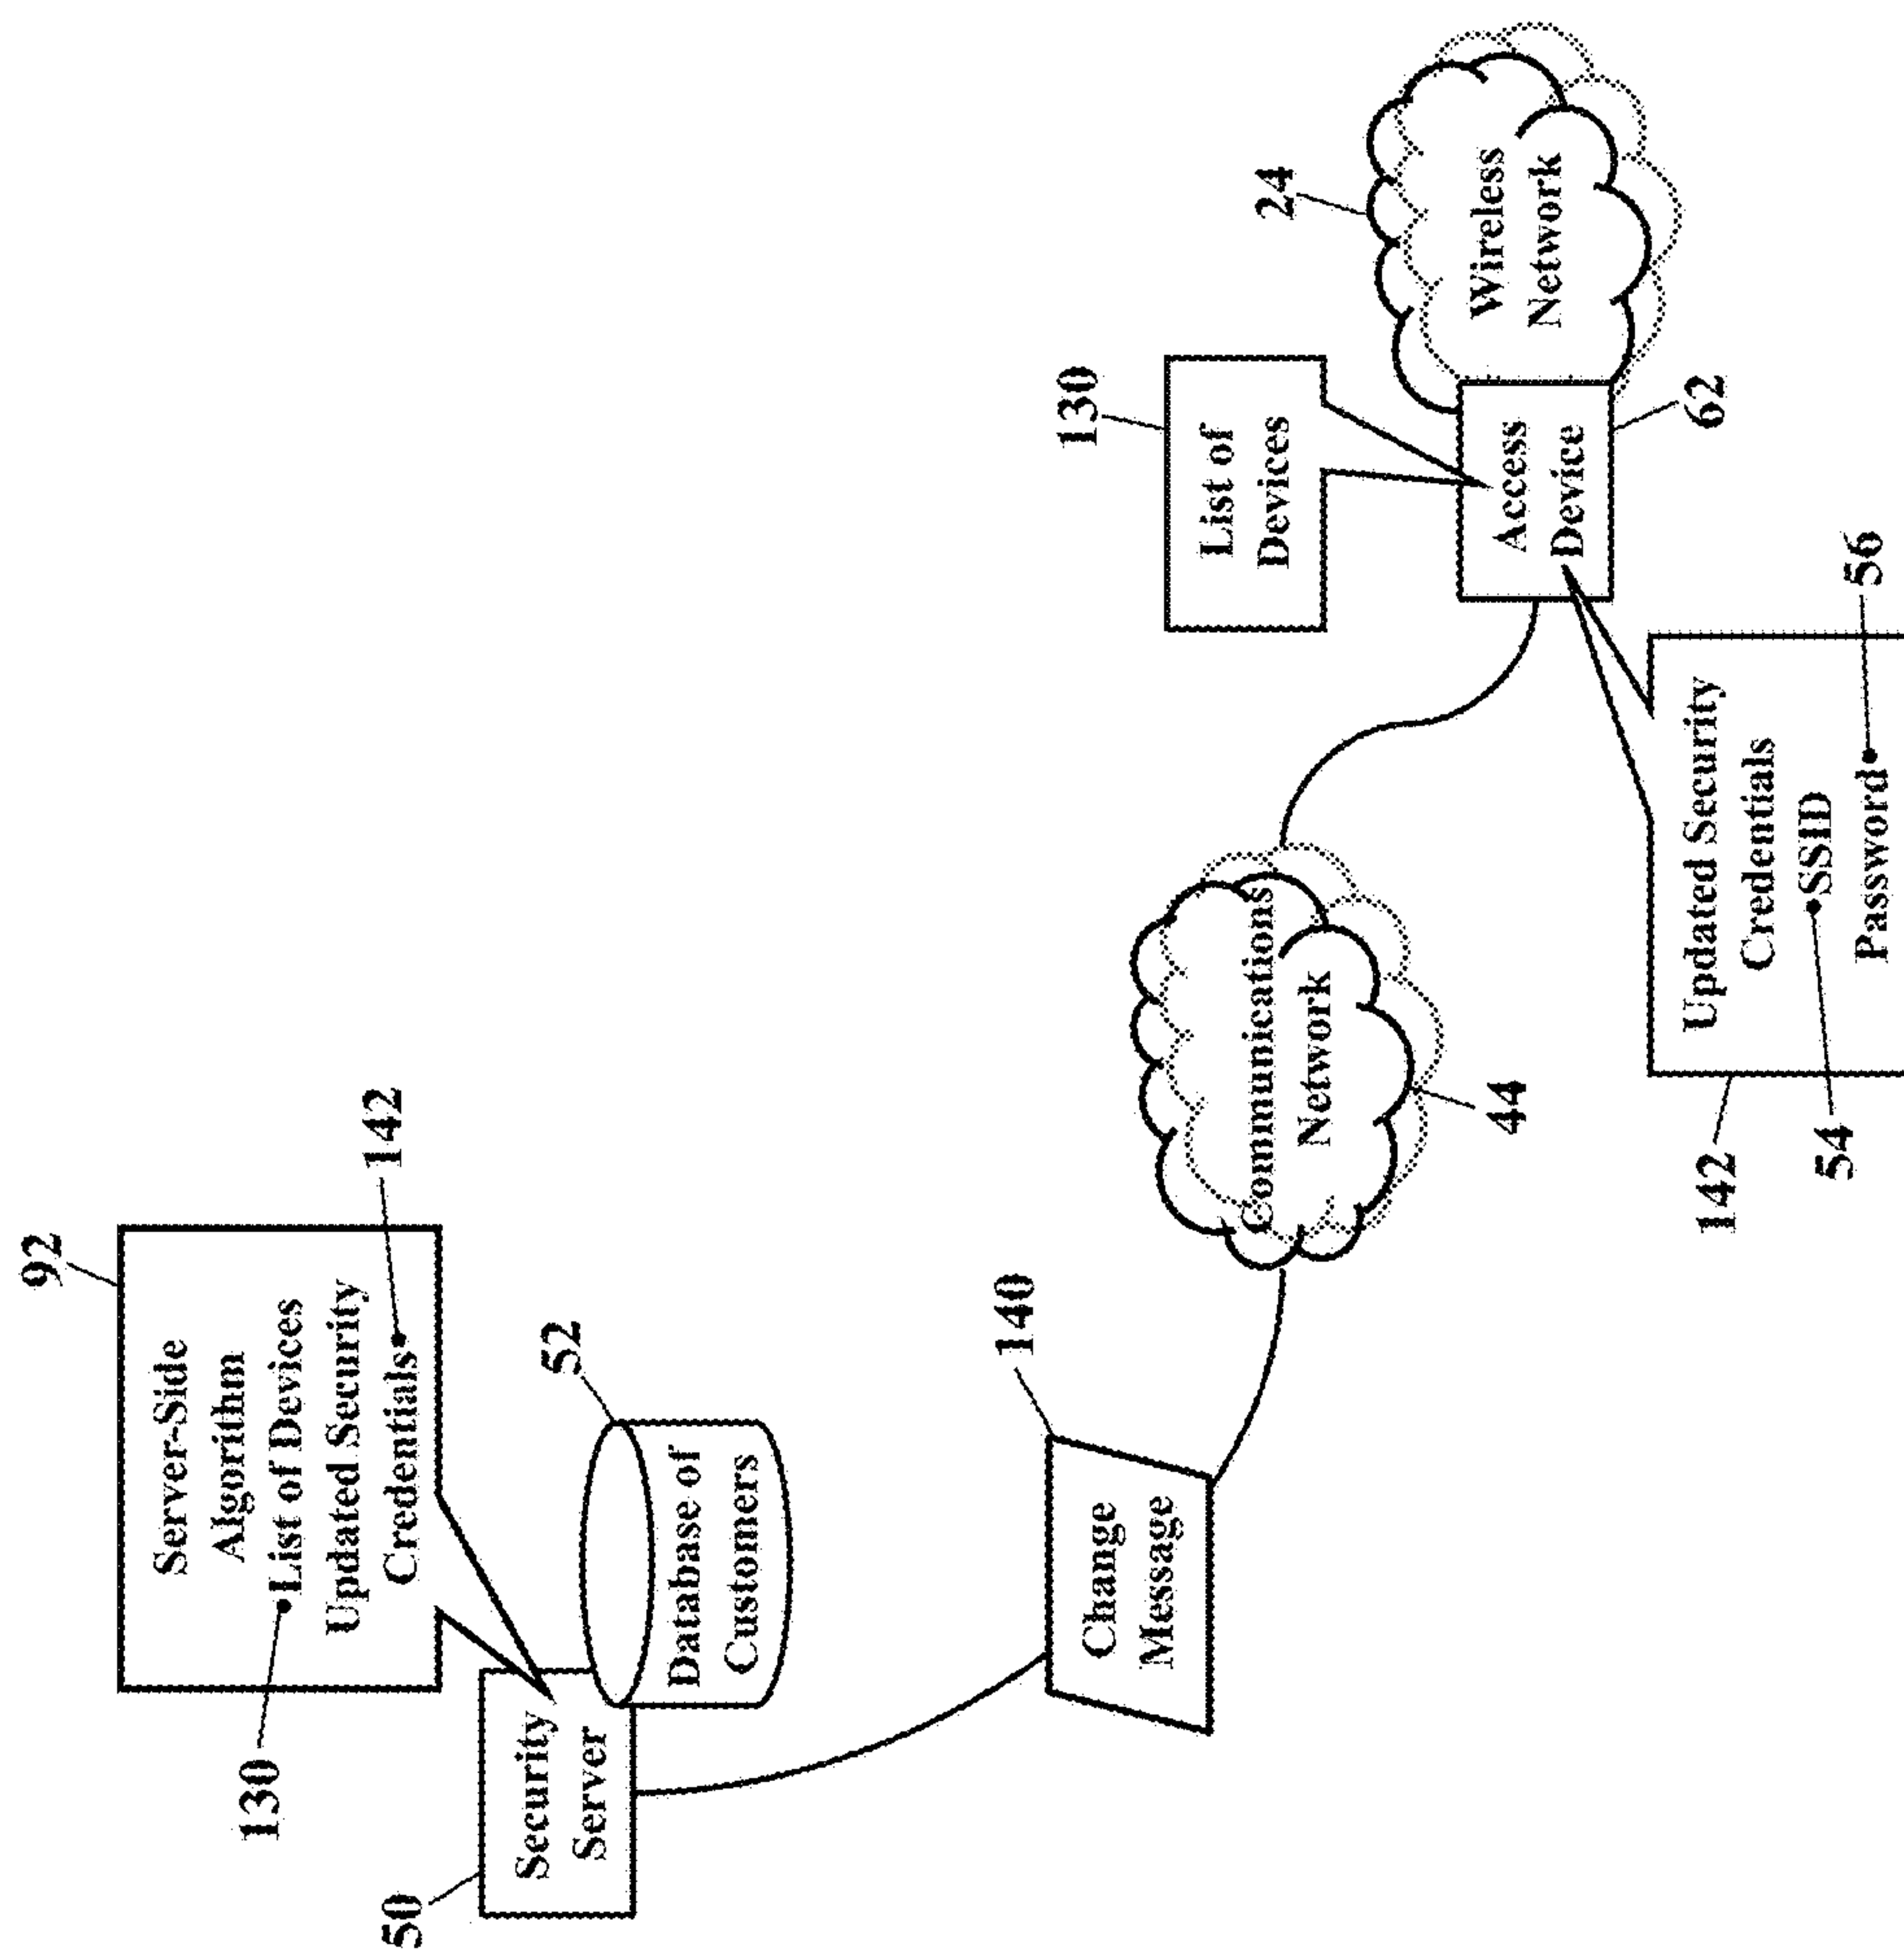 92
Server-Side
Algorithm
List of Devices
Updated Security
Credentials
130
142
50
Security
Server
52
Database of
Customers
140
Change
Message
Communications
Network
44
130
List of
Devices
24
Wireless
Network
Access
Device
62
142
Updated Security
Credentials
SSID
Password
54
56